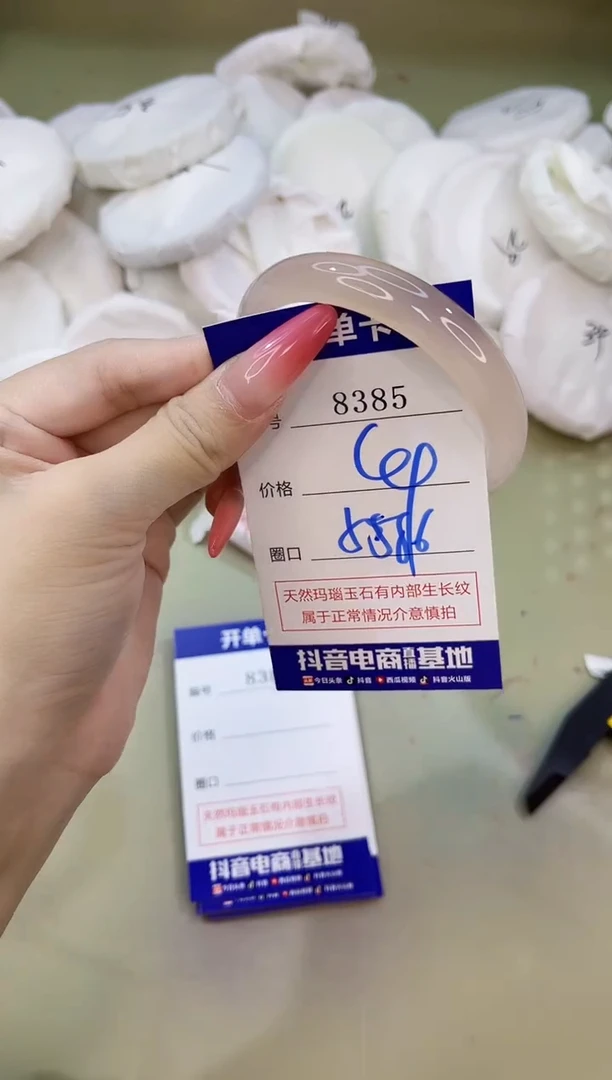 单卡
号 8385
价格
圈口
天然玛瑙玉石有内部生长纹
属于正常情况介意慎拍
抖音电商直播基地
今日头条 抖音 西瓜视频 抖音火山版
开单
编号 838
价格
圈口
天然玛瑙玉石有内部生长纹
属于正常情况介意慎拍
抖音电商直播基地